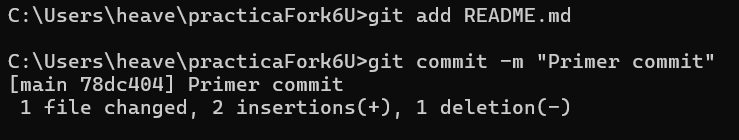 C:\Users\heave\practicaFork6U>git add README.md
C:\Users\heave\practicaFork6U>git commit -m "Primer commit"
[main 78dc404] Primer commit
 1 file changed, 2 insertions(+), 1 deletion(-)